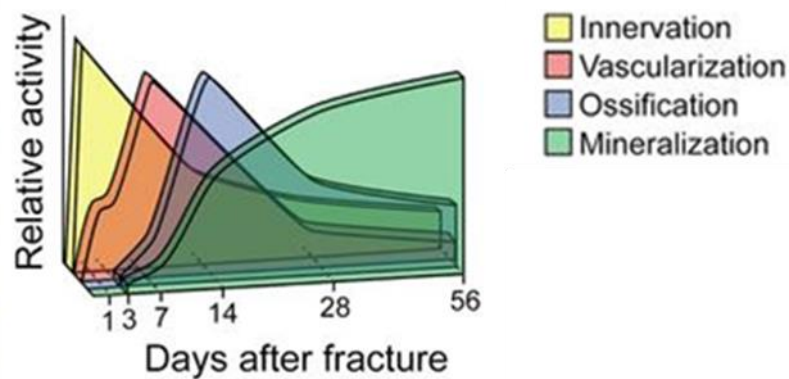 Relative activity
Innervation
Vascularization
Ossification
Mineralization
1 3 7 14 28 56
Days after fracture